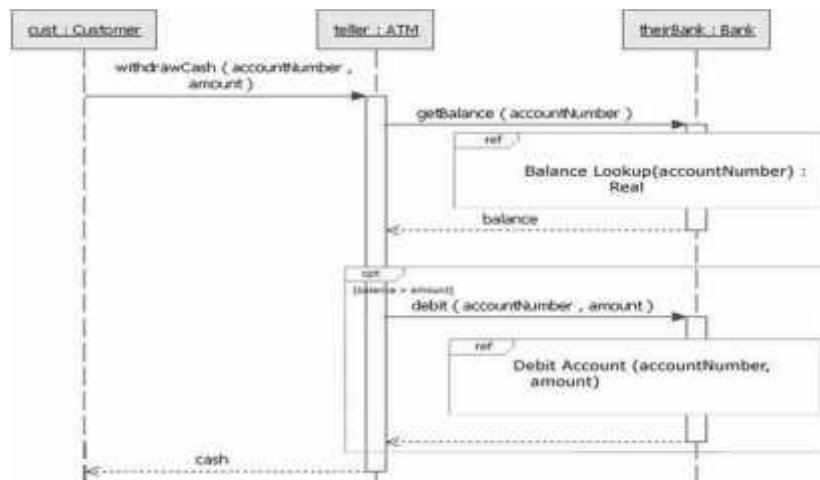 cust : Customer
teller : ATM
theirBank : Bank
withdrawCash ( accountNumber ,
amount )
getBalance ( accountNumber )
ref
Balance Lookup(accountNumber) :
Real
balance
opt
[balance > amount]
debit ( accountNumber , amount )
ref
Debit Account (accountNumber,
amount)
cash